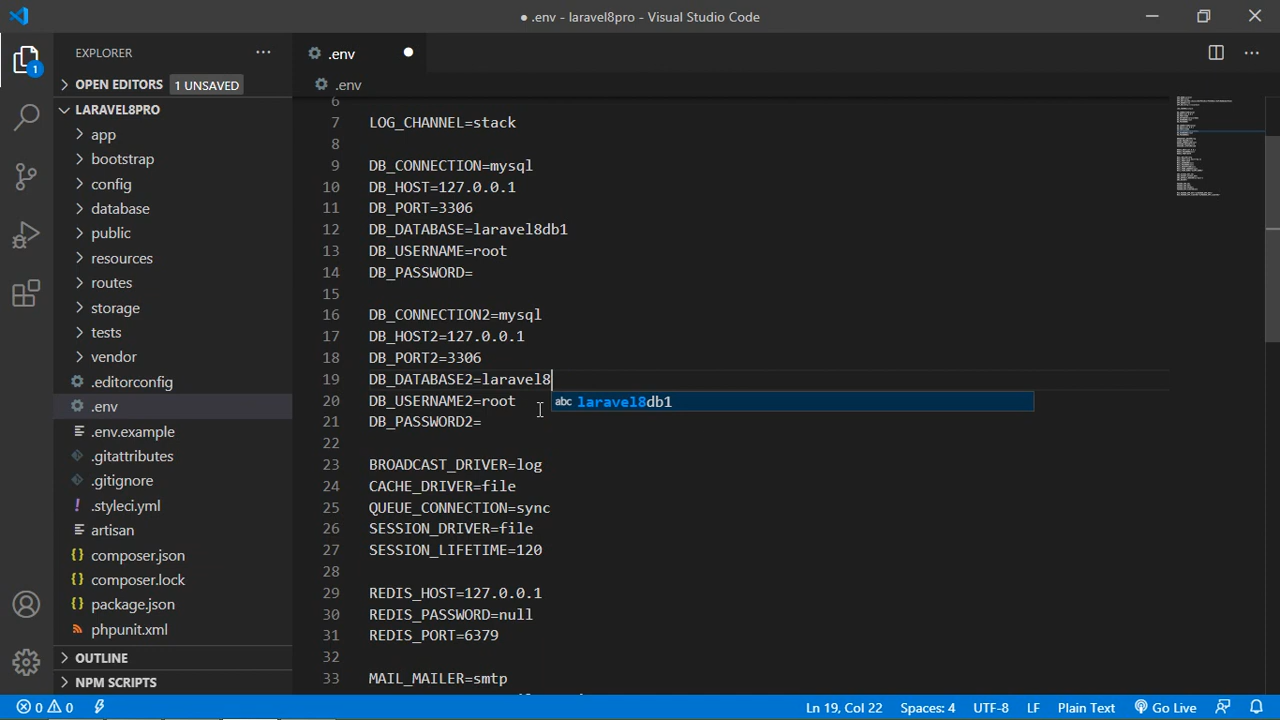 ● .env - laravel8pro - Visual Studio Code
EXPLORER
1
OPEN EDITORS 1 UNSAVED
LARAVEL8PRO
app
bootstrap
config
database
public
resources
routes
storage
tests
vendor
.editorconfig
.env
.env.example
.gitattributes
.gitignore
.styleci.yml
artisan
composer.json
composer.lock
package.json
phpunit.xml
OUTLINE
NPM SCRIPTS
.env
.env
6
7 LOG_CHANNEL=stack
8
9 DB_CONNECTION=mysql
10 DB_HOST=127.0.0.1
11 DB_PORT=3306
12 DB_DATABASE=laravel8db1
13 DB_USERNAME=root
14 DB_PASSWORD=
15
16 DB_CONNECTION2=mysql
17 DB_HOST2=127.0.0.1
18 DB_PORT2=3306
19 DB_DATABASE2=laravel8
abc laravel8db1
20 DB_USERNAME2=root
21 DB_PASSWORD2=
22
23 BROADCAST_DRIVER=log
24 CACHE_DRIVER=file
25 QUEUE_CONNECTION=sync
26 SESSION_DRIVER=file
27 SESSION_LIFETIME=120
28
29 REDIS_HOST=127.0.0.1
30 REDIS_PASSWORD=null
31 REDIS_PORT=6379
32
33 MAIL_MAILER=smtp
0 0 Ln 19, Col 22 Spaces: 4 UTF-8 LF Plain Text Go Live